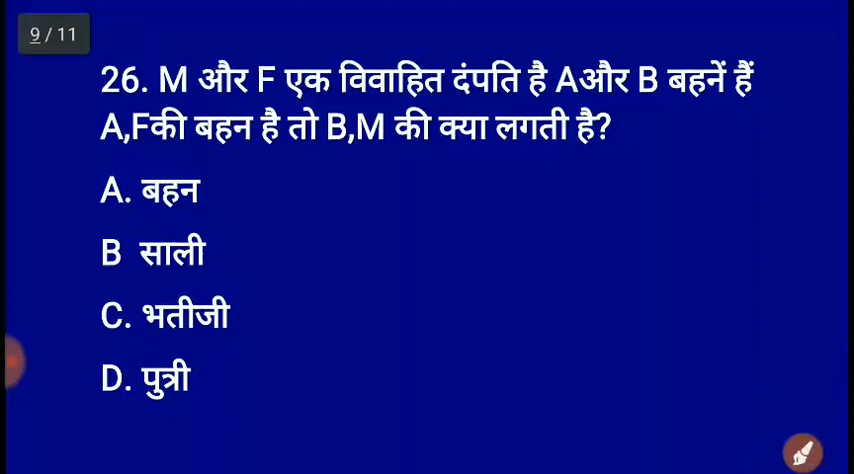 9 / 11
26. M और F एक विवाहित दंपति है Aऔर B बहनें हैं
A,Fकी बहन है तो B,M की क्या लगती है?
A. बहन
B साली
C. भतीजी
D. पुत्री